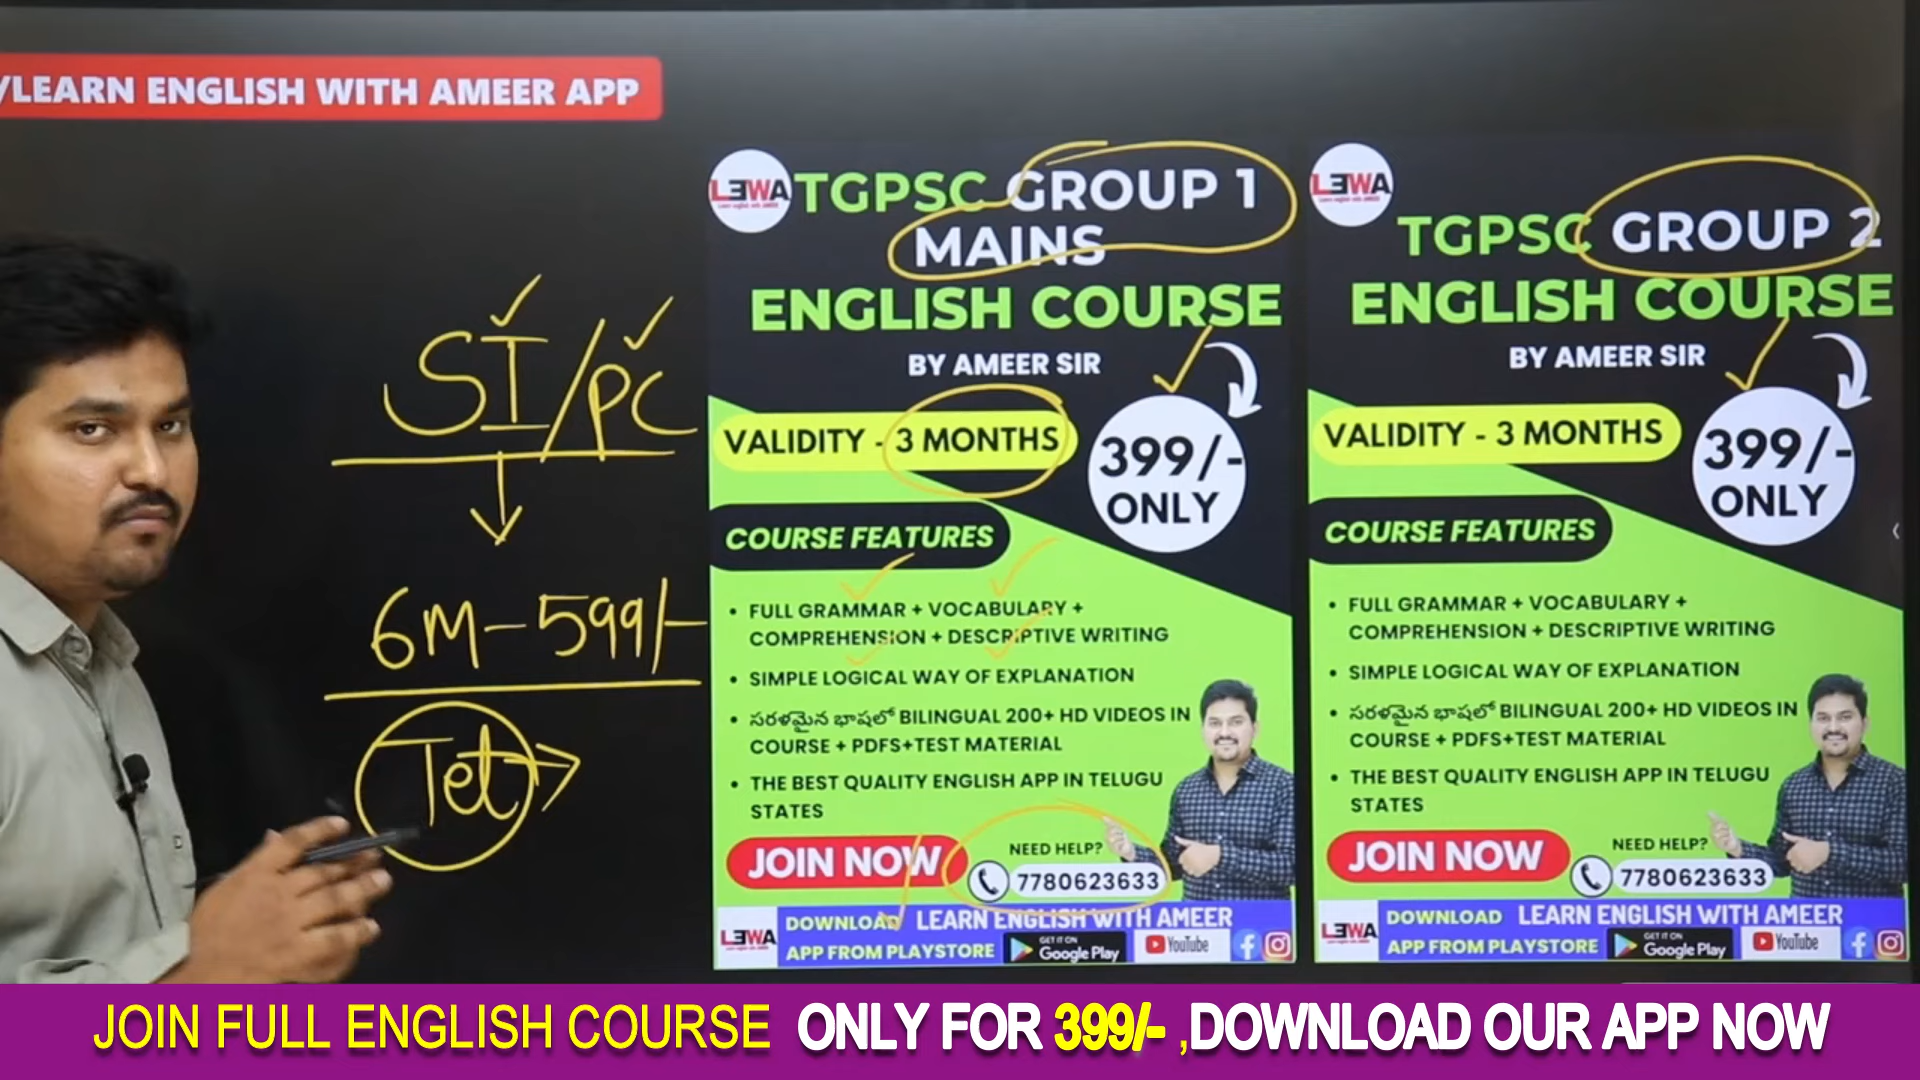 /LEARN ENGLISH WITH AMEER APP
SI/PC
6M-599/-
Tet
LEWA
TGPSC GROUP 1
MAINS
ENGLISH COURSE
BY AMEER SIR
VALIDITY - 3 MONTHS
399/-
ONLY
COURSE FEATURES
• FULL GRAMMAR + VOCABULARY +
COMPREHENSION + DESCRIPTIVE WRITING
• SIMPLE LOGICAL WAY OF EXPLANATION
• సరళమైన భాషలో BILINGUAL 200+ HD VIDEOS IN
COURSE + PDFS+TEST MATERIAL
• THE BEST QUALITY ENGLISH APP IN TELUGU
STATES
JOIN NOW
NEED HELP?
7780623633
LEWA
DOWNLOAD LEARN ENGLISH WITH AMEER
APP FROM PLAYSTORE GET IT ON Google Play YouTube
LEWA
TGPSC GROUP 2
ENGLISH COURSE
BY AMEER SIR
VALIDITY - 3 MONTHS
399/-
ONLY
COURSE FEATURES
• FULL GRAMMAR + VOCABULARY +
COMPREHENSION + DESCRIPTIVE WRITING
• SIMPLE LOGICAL WAY OF EXPLANATION
• సరళమైన భాషలో BILINGUAL 200+ HD VIDEOS IN
COURSE + PDFS+TEST MATERIAL
• THE BEST QUALITY ENGLISH APP IN TELUGU
STATES
JOIN NOW
NEED HELP?
7780623633
LEWA
DOWNLOAD LEARN ENGLISH WITH AMEER
APP FROM PLAYSTORE GET IT ON Google Play YouTube
JOIN FULL ENGLISH COURSE ONLY FOR 399/- ,DOWNLOAD OUR APP NOW